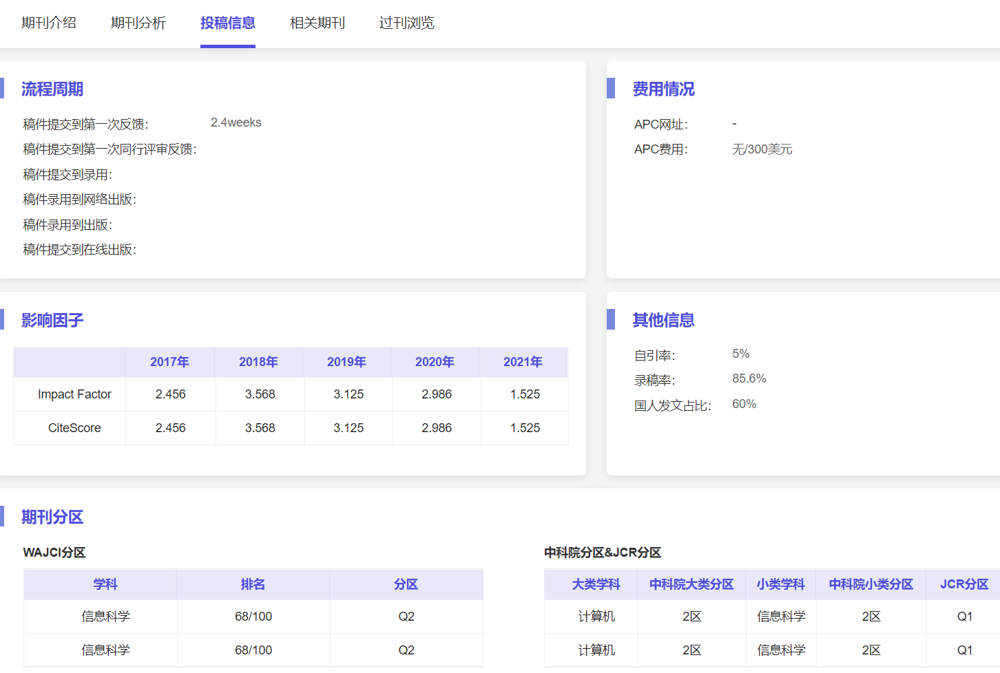 期刊介绍 期刊分析 投稿信息 相关期刊 过刊浏览
流程周期
稿件提交到第一次反馈: 2.4weeks
稿件提交到第一次同行评审反馈:
稿件提交到录用:
稿件录用到网络出版:
稿件录用到出版:
稿件提交到在线出版:
费用情况
APC网址: -
APC费用: 无/300美元
影响因子
2017年 2018年 2019年 2020年 2021年
Impact Factor 2.456 3.568 3.125 2.986 1.525
CiteScore 2.456 3.568 3.125 2.986 1.525
其他信息
自引率: 5%
录稿率: 85.6%
国人发文占比: 60%
期刊分区
WAJCI分区
学科 排名 分区
信息科学 68/100 Q2
信息科学 68/100 Q2
中科院分区&JCR分区
大类学科 中科院大类分区 小类学科 中科院小类分区 JCR分区
计算机 2区 信息科学 2区 Q1
计算机 2区 信息科学 2区 Q1